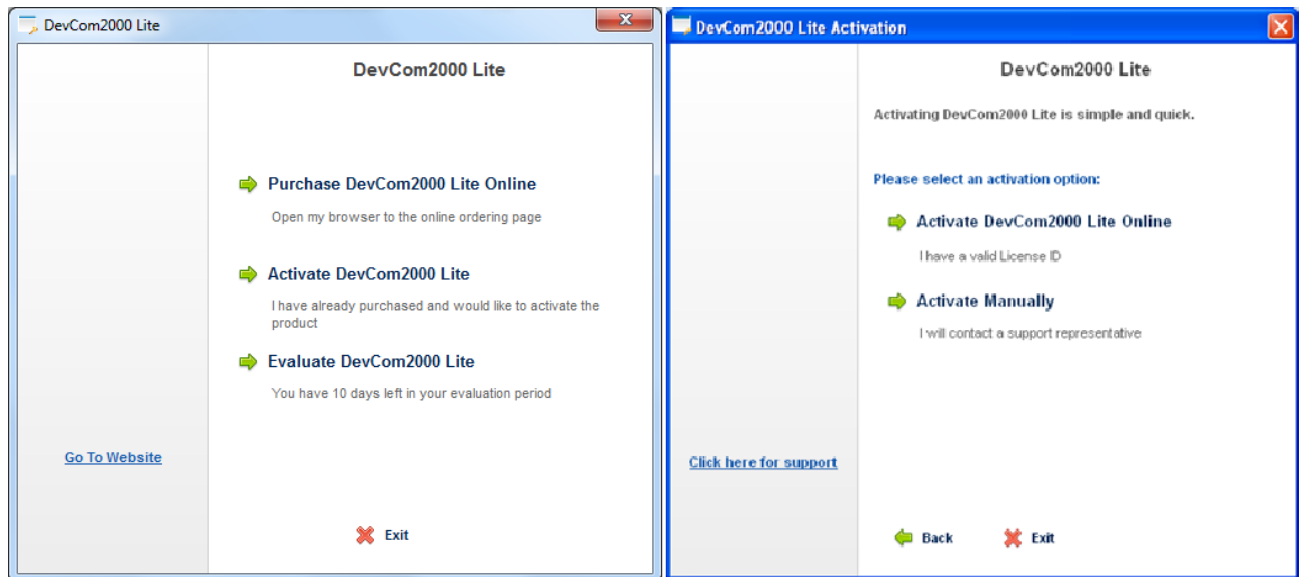 DevCom2000 Lite
DevCom2000 Lite
Purchase DevCom2000 Lite Online
Open my browser to the online ordering page
Activate DevCom2000 Lite
I have already purchased and would like to activate the
product
Evaluate DevCom2000 Lite
You have 10 days left in your evaluation period
Go To Website
Exit
DevCom2000 Lite Activation
DevCom2000 Lite
Activating DevCom2000 Lite is simple and quick.
Please select an activation option:
Activate DevCom2000 Lite Online
I have a valid License ID
Activate Manually
I will contact a support representative
Click here for support
Back
Exit